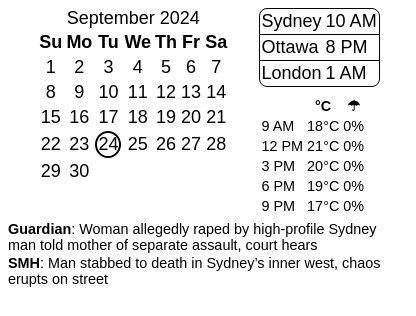 September 2024
Su Mo Tu We Th Fr Sa
1 2 3 4 5 6 7
8 9 10 11 12 13 14
15 16 17 18 19 20 21
22 23 24 25 26 27 28
29 30
Sydney 10 AM
Ottawa 8 PM
London 1 AM
°C ☂
9 AM 18°C 0%
12 PM 21°C 0%
3 PM 20°C 0%
6 PM 19°C 0%
9 PM 17°C 0%
Guardian: Woman allegedly raped by high-profile Sydney
man told mother of separate assault, court hears
SMH: Man stabbed to death in Sydney’s inner west, chaos
erupts on street